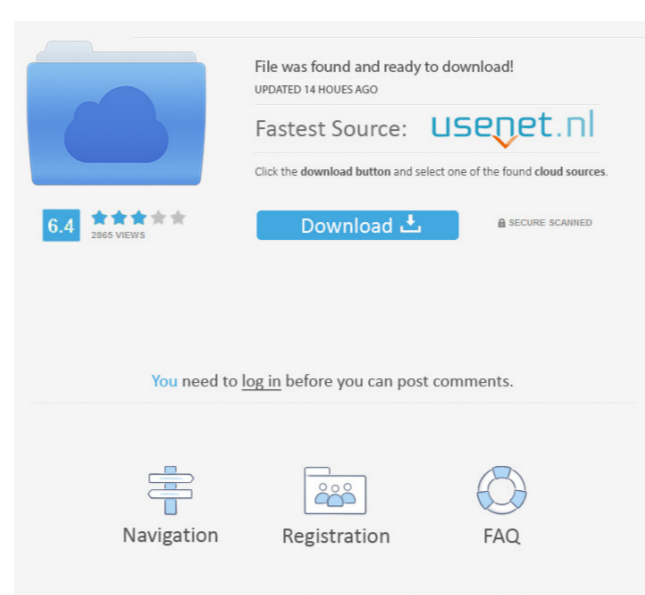 File was found and ready to download!
UPDATED 14 HOUES AGO
Fastest Source: usenet.nl
Click the download button and select one of the found cloud sources.
6.4
2865 VIEWS
Download
SECURE SCANNED
You need to log in before you can post comments.
Navigation
Registration
FAQ